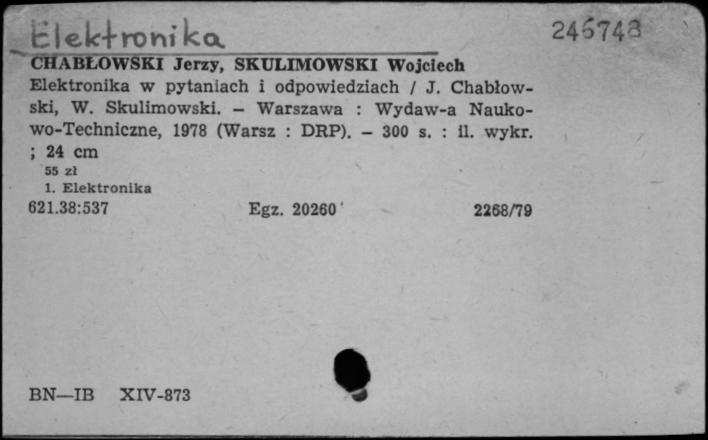 Elektronika 246748
CHABŁOWSKI Jerzy, SKULIMOWSKI Wojciech
Elektronika w pytaniach i odpowiedziach / J. Chabłow-
ski, W. Skulimowski. — Warszawa : Wydaw-a Nauko-
wo-Techniczne, 1978 (Warsz : DRP). — 300 s. : il. wykr.
; 24 cm
55 zł
1. Elektronika
621.38:537 Egz. 20260 2268/79
BN—IB XIV-873